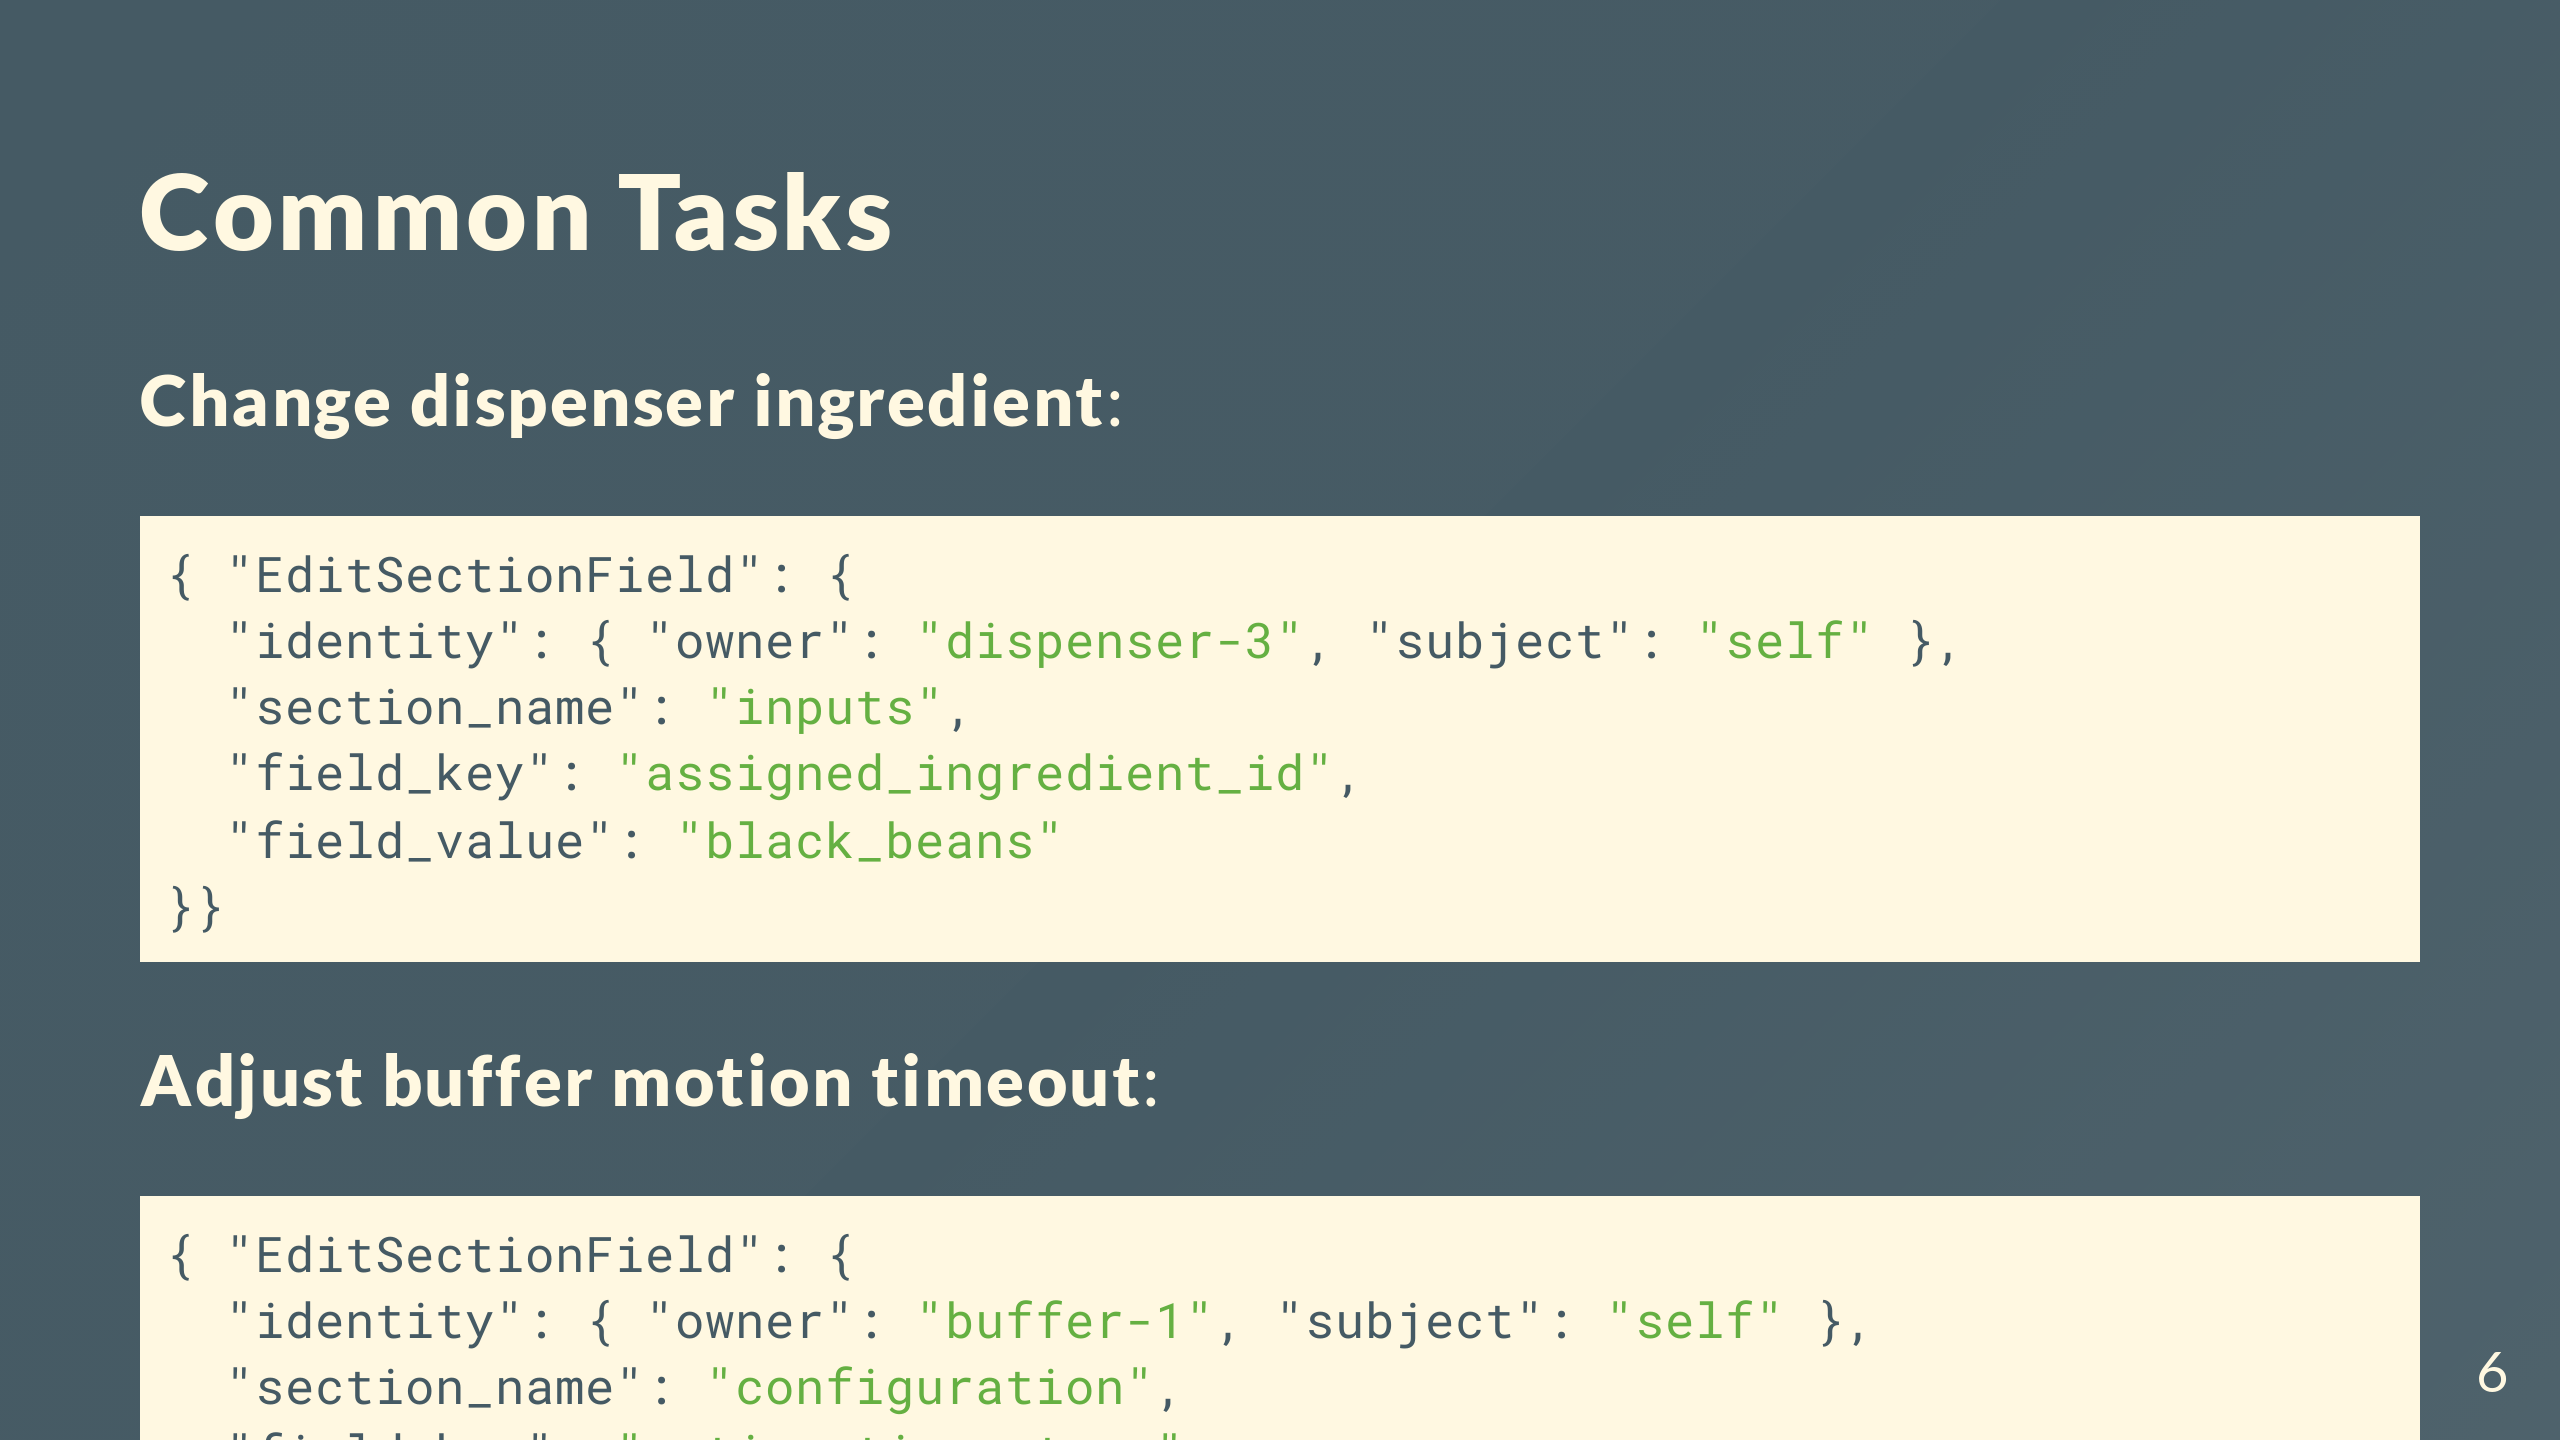 Common Tasks
Change dispenser ingredient:
{ "EditSectionField": {
  "identity": { "owner": "dispenser-3", "subject": "self" },
  "section_name": "inputs",
  "field_key": "assigned_ingredient_id",
  "field_value": "black_beans"
}}
Adjust buffer motion timeout:
{ "EditSectionField": {
  "identity": { "owner": "buffer-1", "subject": "self" },
  "section_name": "configuration",
6